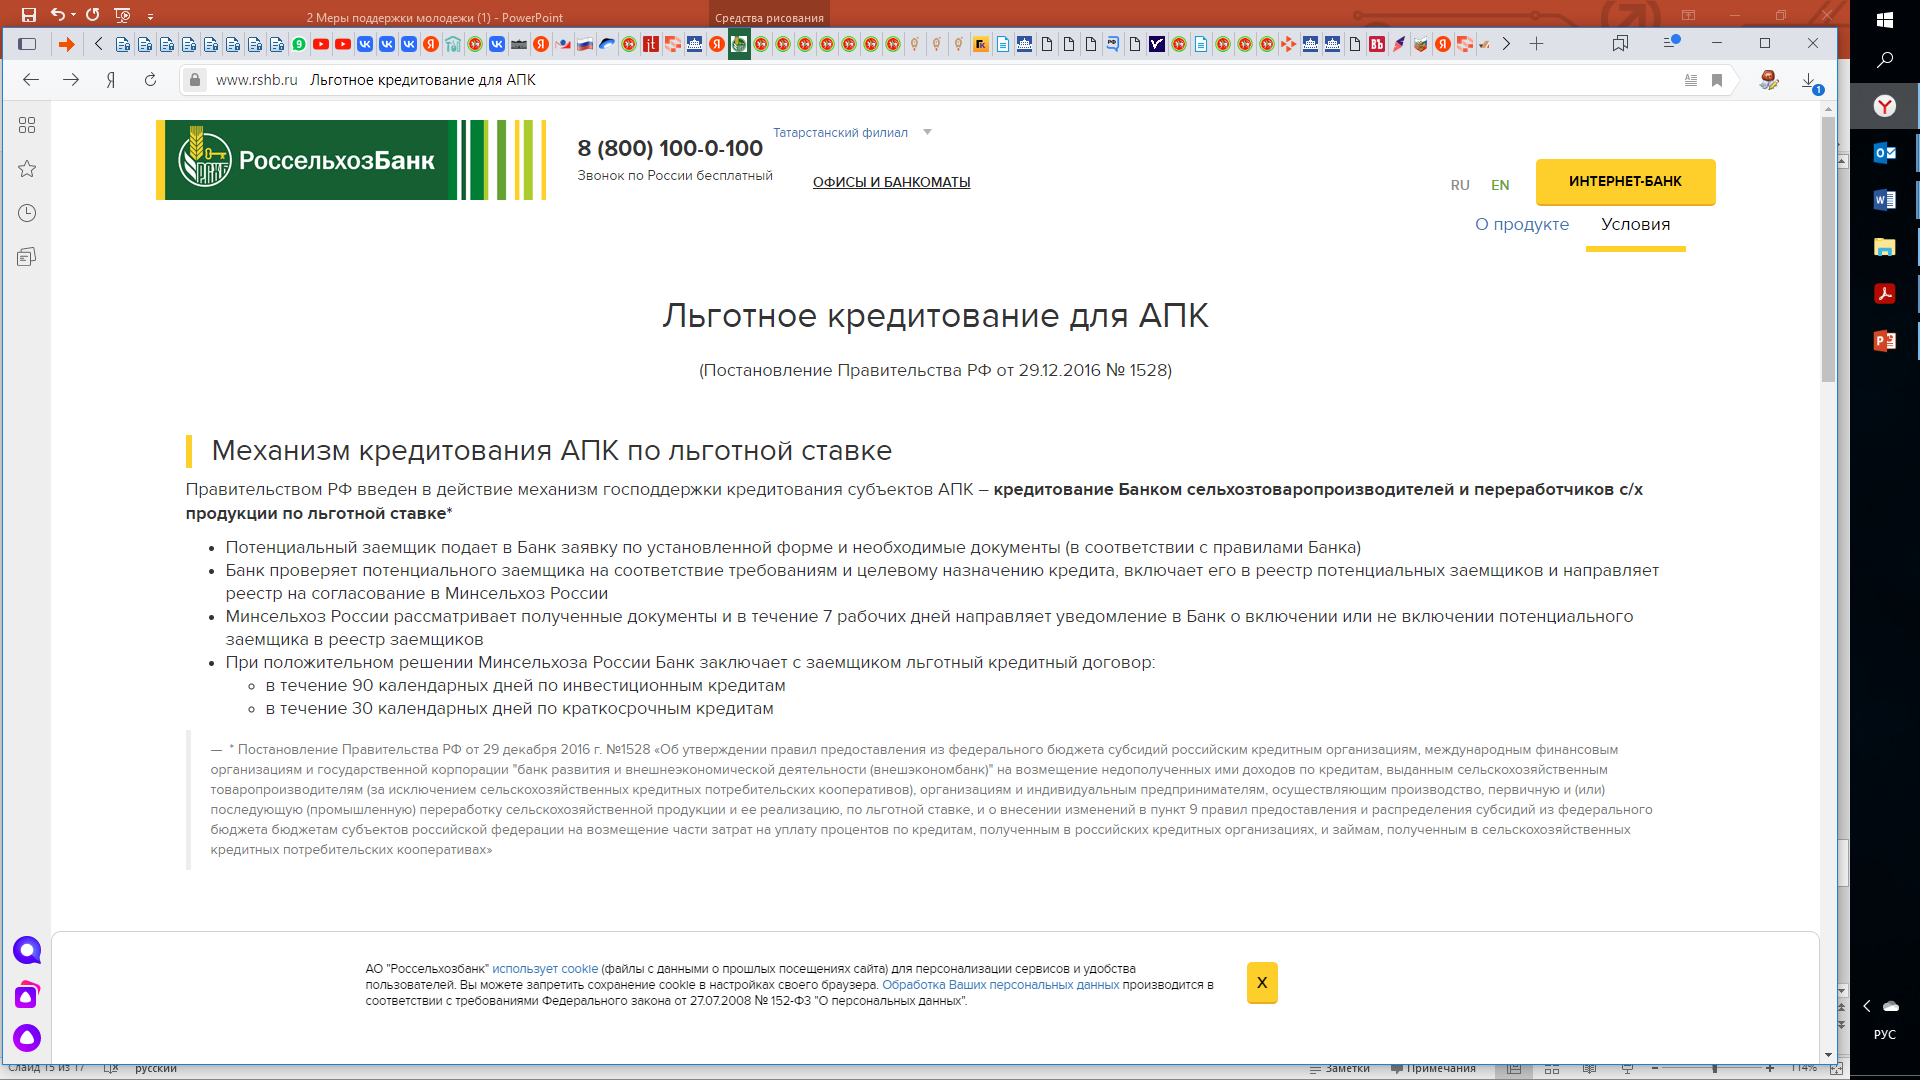 2 Меры поддержки молодежи (1) - PowerPoint
Средства рисования
www.rshb.ru Льготное кредитование для АПК
1
РоссельхозБанк
8 (800) 100-0-100
Звонок по России бесплатный
Татарстанский филиал
ОФИСЫ И БАНКОМАТЫ
RU EN
ИНТЕРНЕТ-БАНК
О продукте Условия
Льготное кредитование для АПК
(Постановление Правительства РФ от 29.12.2016 № 1528)
Механизм кредитования АПК по льготной ставке
Правительством РФ введен в действие механизм господдержки кредитования субъектов АПК – кредитование Банком сельхозтоваропроизводителей и переработчиков с/х
продукции по льготной ставке*
• Потенциальный заемщик подает в Банк заявку по установленной форме и необходимые документы (в соответствии с правилами Банка)
• Банк проверяет потенциального заемщика на соответствие требованиям и целевому назначению кредита, включает его в реестр потенциальных заемщиков и направляет
реестр на согласование в Минсельхоз России
• Минсельхоз России рассматривает полученные документы и в течение 7 рабочих дней направляет уведомление в Банк о включении или не включении потенциального
заемщика в реестр заемщиков
• При положительном решении Минсельхоза России Банк заключает с заемщиком льготный кредитный договор:
◦ в течение 90 календарных дней по инвестиционным кредитам
◦ в течение 30 календарных дней по краткосрочным кредитам
— * Постановление Правительства РФ от 29 декабря 2016 г. №1528 «Об утверждении правил предоставления из федерального бюджета субсидий российским кредитным организациям, международным финансовым
организациям и государственной корпорации "банк развития и внешнеэкономической деятельности (внешэкономбанк)" на возмещение недополученных ими доходов по кредитам, выданным сельскохозяйственным
товаропроизводителям (за исключением сельскохозяйственных кредитных потребительских кооперативов), организациям и индивидуальным предпринимателям, осуществляющим производство, первичную и (или)
последующую (промышленную) переработку сельскохозяйственной продукции и ее реализацию, по льготной ставке, и о внесении изменений в пункт 9 правил предоставления и распределения субсидий из федерального
бюджета бюджетам субъектов российской федерации на возмещение части затрат на уплату процентов по кредитам, полученным в российских кредитных организациях, и займам, полученным в сельскохозяйственных
кредитных потребительских кооперативах»
АО "Россельхозбанк" использует cookie (файлы с данными о прошлых посещениях сайта) для персонализации сервисов и удобства
пользователей. Вы можете запретить сохранение cookie в настройках своего браузера. Обработка Ваших персональных данных производится в
соответствии с требованиями Федерального закона от 27.07.2008 № 152-ФЗ "О персональных данных".
X
РУС
Слайд 15 из 17 русский Заметки Примечания 114%